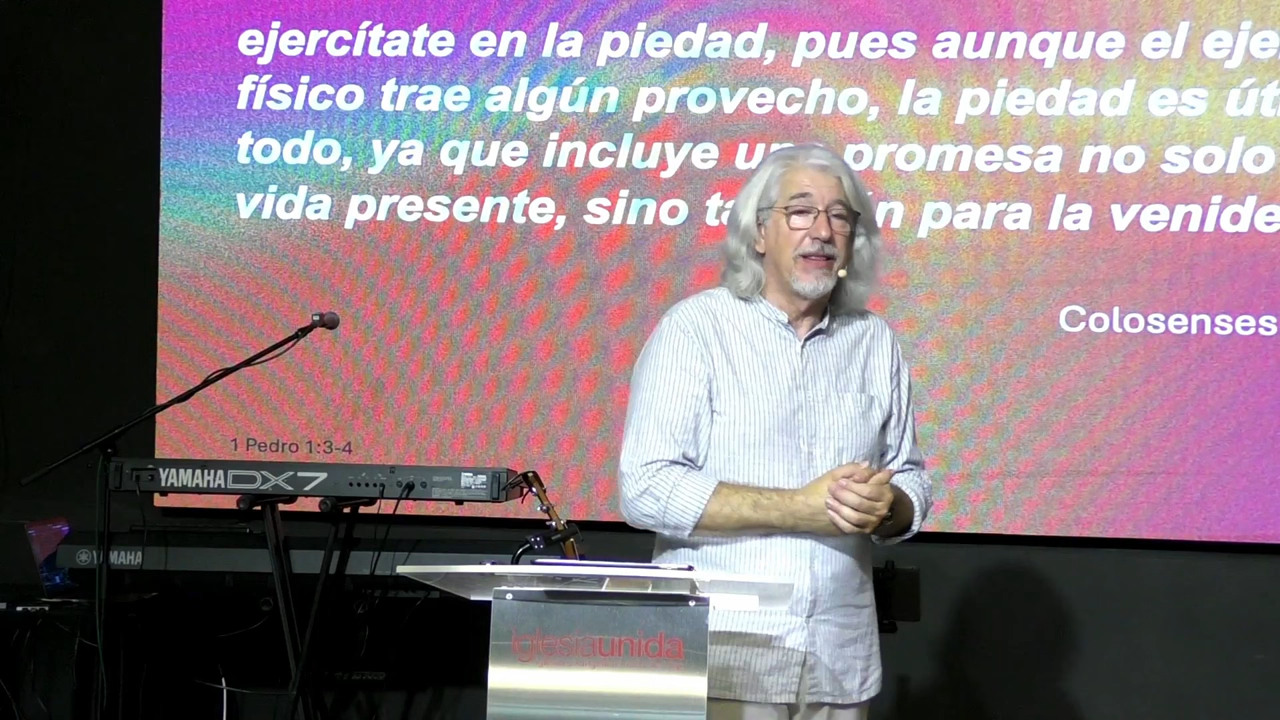 ejercítate en la piedad, pues aunque el eje
físico trae algún provecho, la piedad es út
todo, ya que incluye una promesa no solo
vida presente, sino ta n para la venide
Colosenses
1 Pedro 1:3-4
YAMAHA DX7
YAMAHA
iglesiaunida